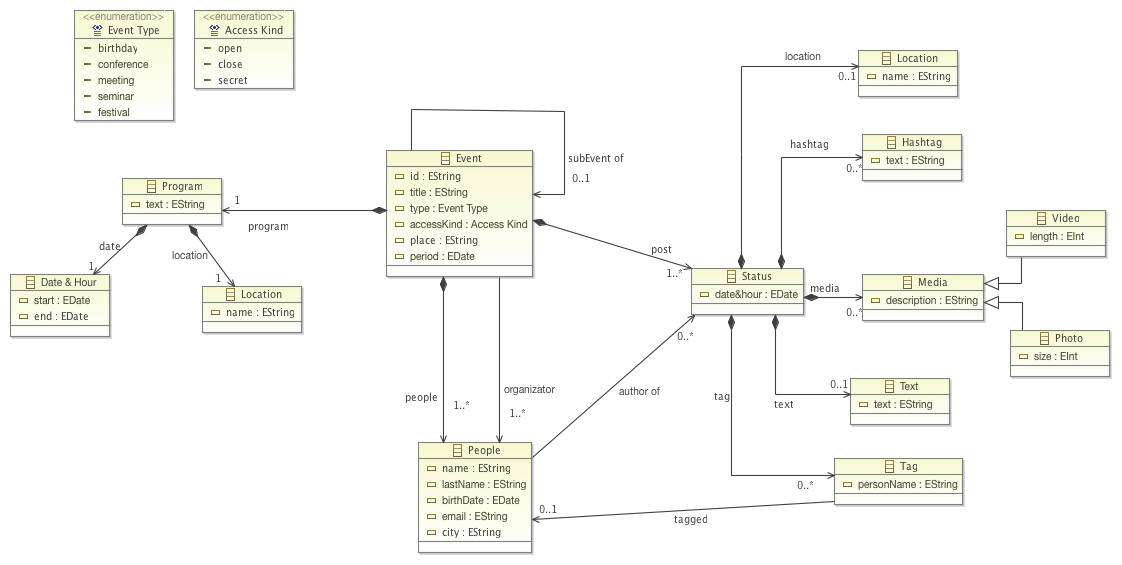 <<enumeration>>
Event Type
birthday
conference
meeting
seminar
festival
<<enumeration>>
Access Kind
open
close
secret
Event
id : EString
title : EString
type : Event Type
accessKind : Access Kind
place : EString
period : EDate
subEvent of
0..1
Program
text : EString
1
program
date
1
location
1
Date & Hour
start : EDate
end : EDate
Location
name : EString
people
1..*
organizator
1..*
People
name : EString
lastName : EString
birthDate : EDate
email : EString
city : EString
post
1..*
author of
0..*
Status
date&hour : EDate
location
0..1
Location
name : EString
hashtag
0..*
Hashtag
text : EString
media
0..*
Media
description : EString
Video
length : EInt
Photo
size : EInt
text
0..1
Text
text : EString
tag
0..*
Tag
personName : EString
tagged
0..1